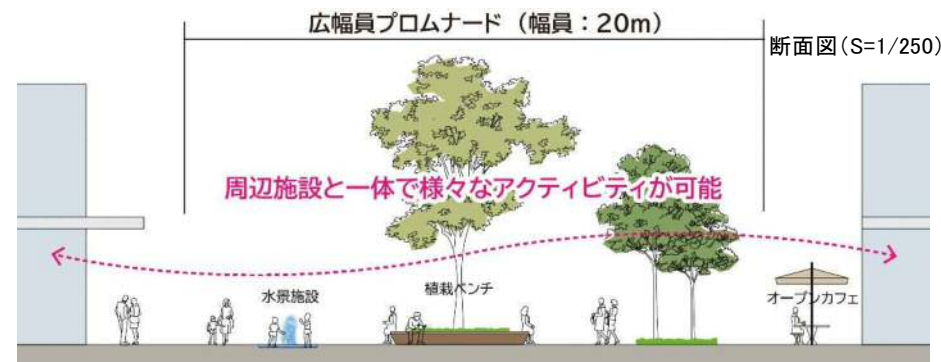 広幅員プロムナード（幅員：20m）
断面図(S=1/250)
周辺施設と一体で様々なアクティビティが可能
水景施設
植栽ベンチ
オープンカフェ